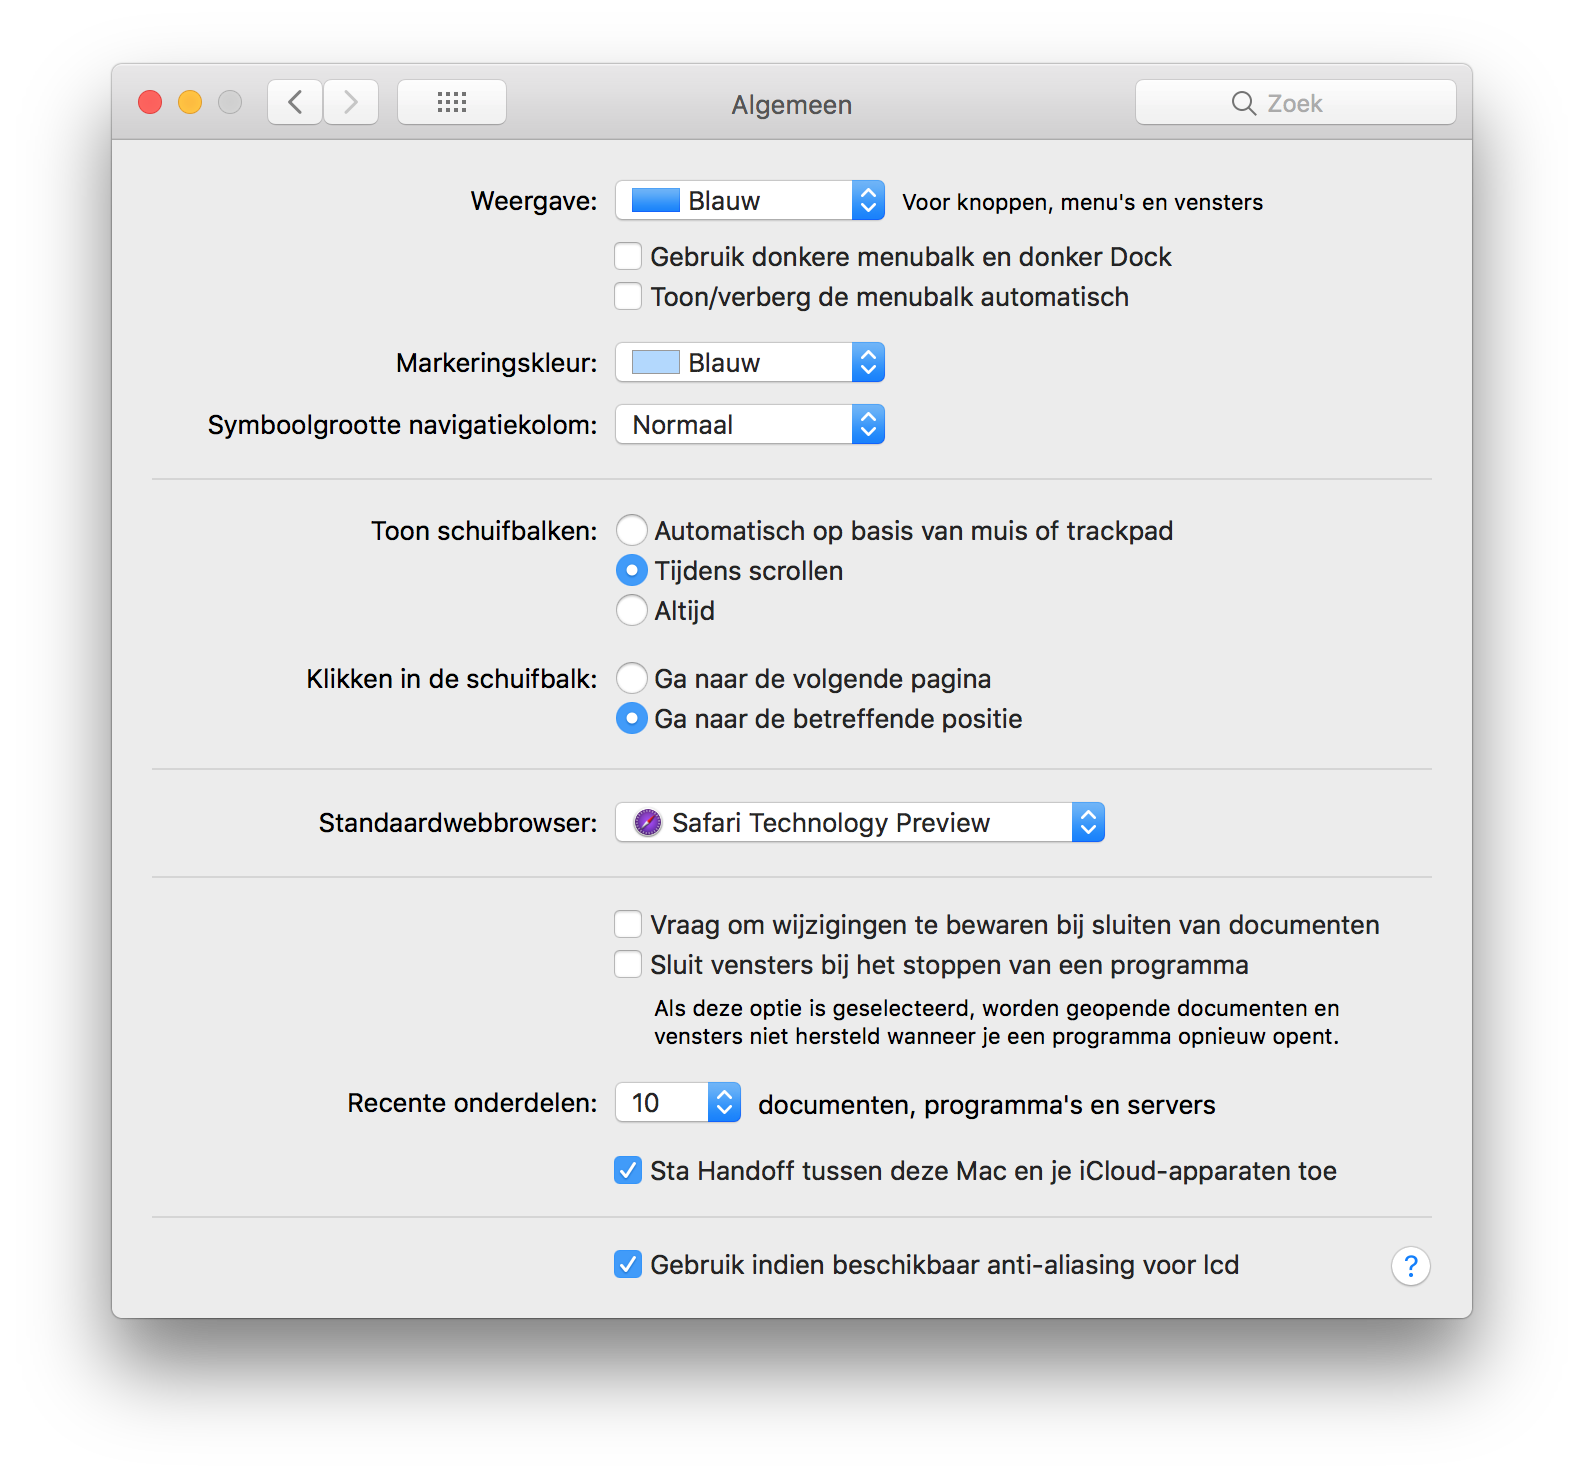 Algemeen
Zoek
Weergave: Blauw Voor knoppen, menu's en vensters
Gebruik donkere menubalk en donker Dock
Toon/verberg de menubalk automatisch
Markeringskleur: Blauw
Symboolgrootte navigatiekolom: Normaal
Toon schuifbalken: Automatisch op basis van muis of trackpad
Tijdens scrollen
Altijd
Klikken in de schuifbalk: Ga naar de volgende pagina
Ga naar de betreffende positie
Standaardwebbrowser: Safari Technology Preview
Vraag om wijzigingen te bewaren bij sluiten van documenten
Sluit vensters bij het stoppen van een programma
Als deze optie is geselecteerd, worden geopende documenten en
vensters niet hersteld wanneer je een programma opnieuw opent.
Recente onderdelen: 10 documenten, programma's en servers
Sta Handoff tussen deze Mac en je iCloud-apparaten toe
Gebruik indien beschikbaar anti-aliasing voor lcd
?